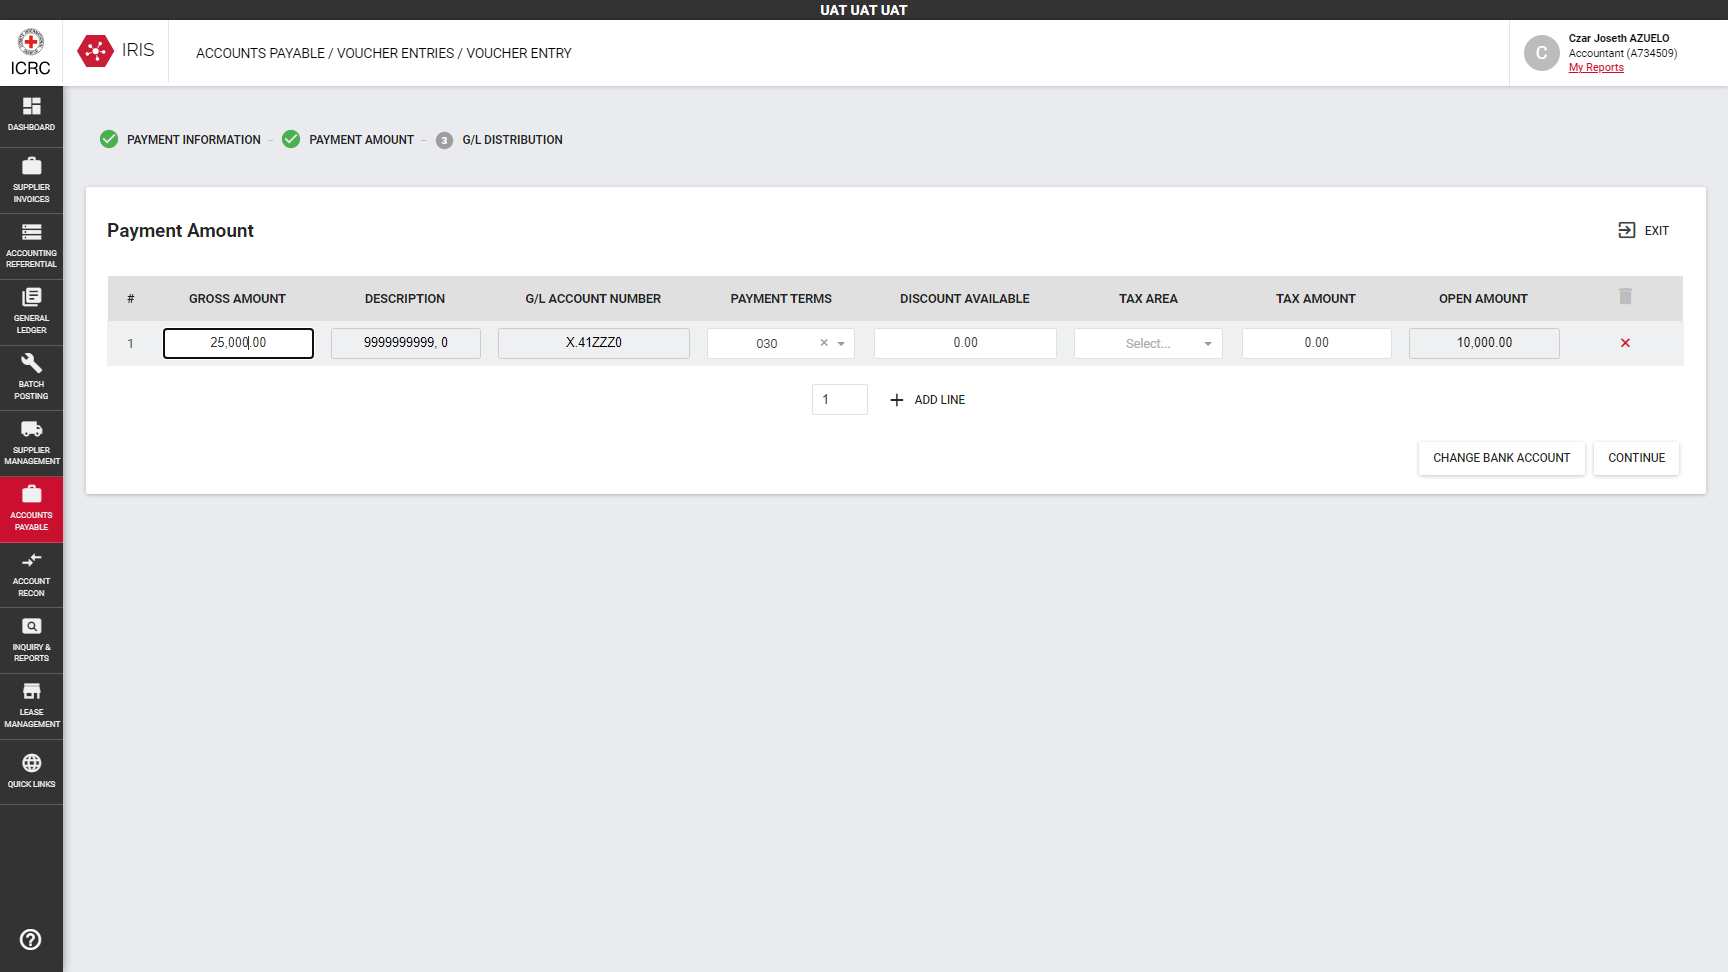 UAT UAT UAT
ICRC
IRIS
ACCOUNTS PAYABLE / VOUCHER ENTRIES / VOUCHER ENTRY
C
Czar Joseth AZUELO
Accountant (A734509)
My Reports
DASHBOARD
SUPPLIER
INVOICES
ACCOUNTING
REFERENTIAL
GENERAL
LEDGER
BATCH
POSTING
SUPPLIER
MANAGEMENT
ACCOUNTS
PAYABLE
ACCOUNT
RECON
INQUIRY &
REPORTS
LEASE
MANAGEMENT
QUICK LINKS
PAYMENT INFORMATION - PAYMENT AMOUNT - 3 G/L DISTRIBUTION
Payment Amount
EXIT
# GROSS AMOUNT DESCRIPTION G/L ACCOUNT NUMBER PAYMENT TERMS DISCOUNT AVAILABLE TAX AREA TAX AMOUNT OPEN AMOUNT
1 25,000.00 9999999999, 0 X.41ZZZ0 030 × 0.00 Select... 0.00 10,000.00 ×
1 + ADD LINE
CHANGE BANK ACCOUNT CONTINUE